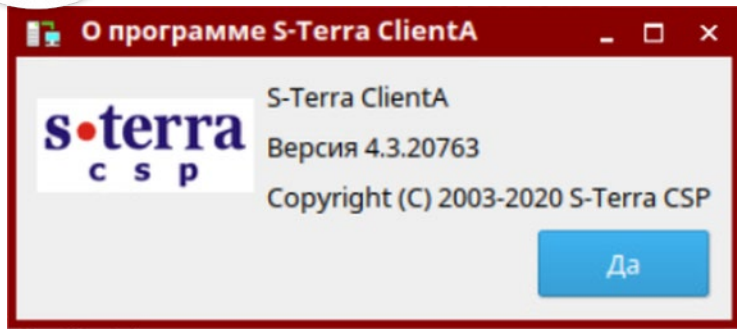 О программе S-Terra ClientA
s•terra
c s p
S-Terra ClientA
Версия 4.3.20763
Copyright (C) 2003-2020 S-Terra CSP
Да